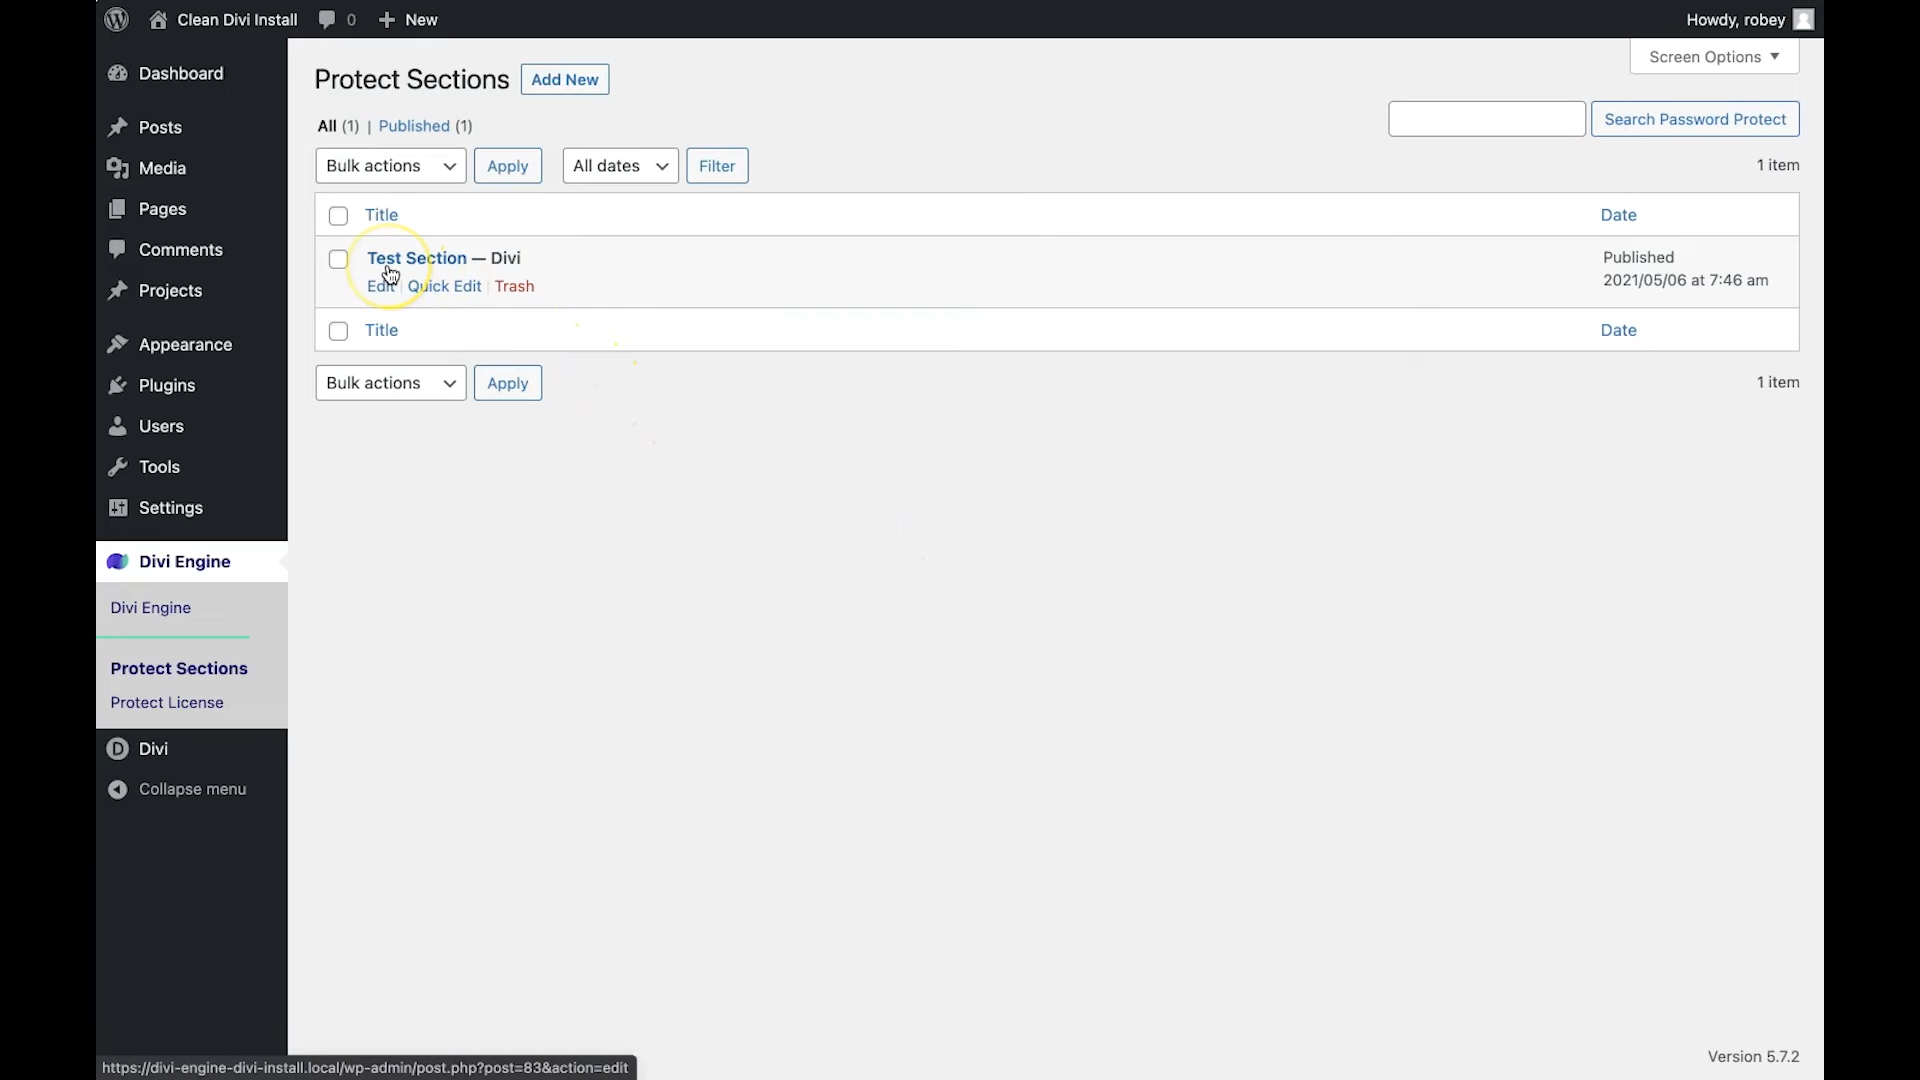 Clean Divi Install 0 New Howdy, robey
Screen Options
Dashboard
Posts
Media
Pages
Comments
Projects
Appearance
Plugins
Users
Tools
Settings
Divi Engine
Divi Engine
Protect Sections
Protect License
Divi
Collapse menu
Protect Sections Add New
All (1) | Published (1)
Search Password Protect
Bulk actions Apply All dates Filter 1 item
Title Date
Test Section — Divi Published
Edit | Quick Edit | Trash 2021/05/06 at 7:46 am
Title Date
Bulk actions Apply 1 item
Version 5.7.2
https://divi-engine-divi-install.local/wp-admin/post.php?post=83&action=edit